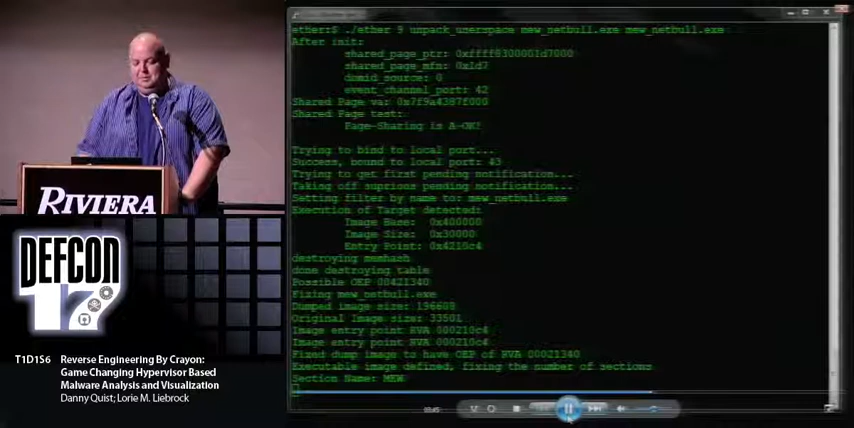 ether:$ ./ether 9 unpack_userspace mew_netbull.exe mew_netbull.exe
After init:
shared_page_ptr: 0xffff8300001d7000
shared_page_mfn: 0x1d7
domid_source: 0
event_channel_port: 42
Shared Page va: 0x7f9a4387f000
Shared Page test:
Page-Sharing is A-OK!
Trying to bind to local port...
Success, bound to local port: 43
Trying to get first pending notification...
Taking off suprious pending notification...
Setting filter by name to: mew_netbull.exe
Execution of Target detected:
Image Base: 0x400000
Image Size: 0x30000
Entry Point: 0x4210c4
destroying memhash
done destroying table
Possible OEP 00421340
Fixing mew_netbull.exe
Dumped image size: 196608
Original Image size: 33501
Image entry point RVA 000210c4
Image entry point RVA 000210c4
Fixed dump image to have OEP of RVA 00021340
Executable image defined, fixing the number of sections
Section Name: MEW
RIVIERA
DEFCON
17
T1D1S6 Reverse Engineering By Crayon:
Game Changing Hypervisor Based
Malware Analysis and Visualization
Danny Quist; Lorie M. Liebrock